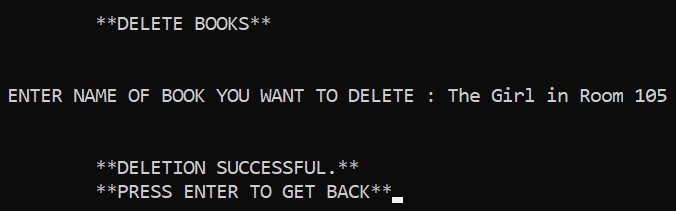 **DELETE BOOKS**
ENTER NAME OF BOOK YOU WANT TO DELETE : The Girl in Room 105
**DELETION SUCCESSFUL.**
**PRESS ENTER TO GET BACK**